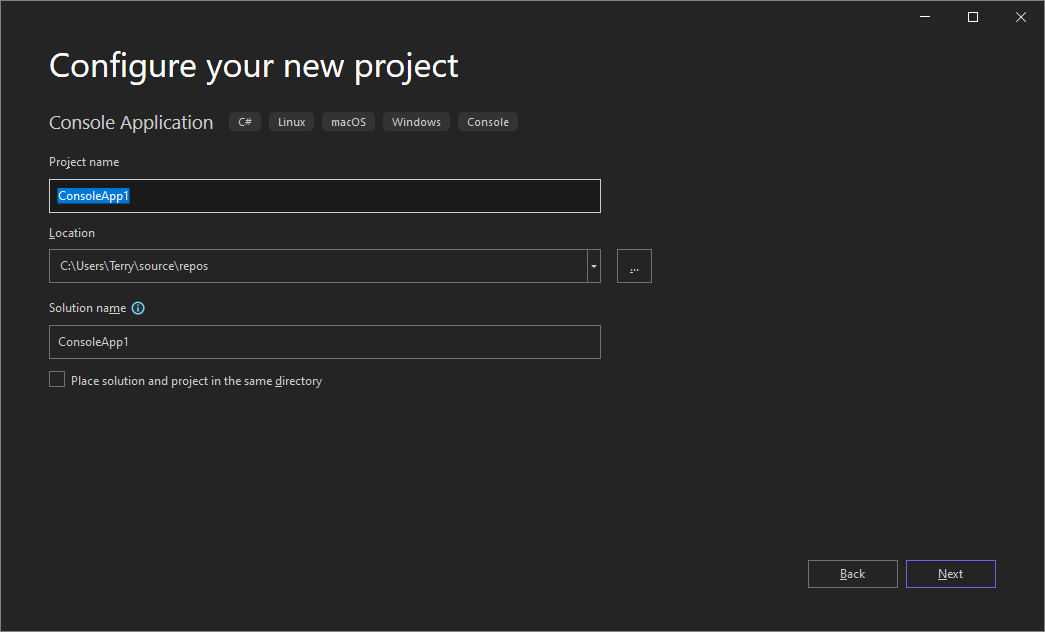 Configure your new project
Console Application C# Linux macOS Windows Console
Project name
ConsoleApp1
Location
C:\Users\Terry\source\repos
...
Solution name
ConsoleApp1
Place solution and project in the same directory
Back Next